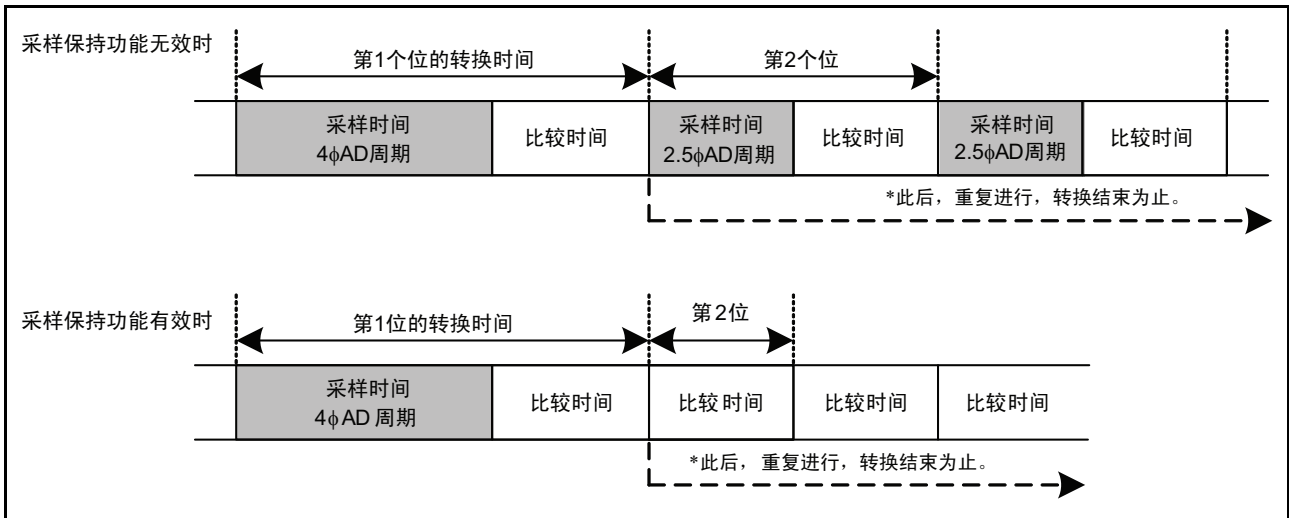 采样保持功能无效时
第1个位的转换时间
第2个位
采样时间
4ϕAD周期
比较时间
采样时间
2.5ϕAD周期
比较时间
采样时间
2.5ϕAD周期
比较时间
*此后，重复进行，转换结束为止。
采样保持功能有效时
第1位的转换时间
第2位
采样时间
4ϕAD 周期
比较时间
比较 时间
比较时间
比较时间
*此后， 重复进行，转换结束为止。